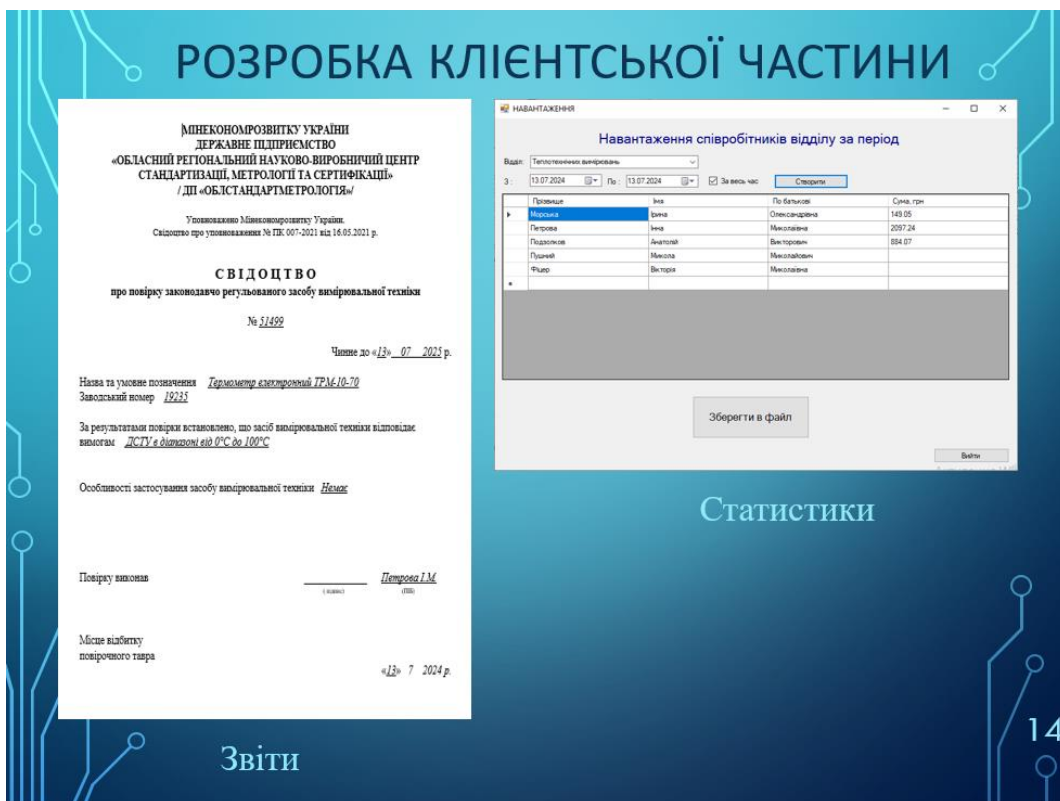 РОЗРОБКА КЛІЄНТСЬКОЇ ЧАСТИНИ
МІНЕКОНОМРОЗВИТКУ УКРАЇНИ
ДЕРЖАВНЕ ПІДПРИЄМСТВО
«ОБЛАСНИЙ РЕГІОНАЛЬНИЙ НАУКОВО-ВИРОБНИЧИЙ ЦЕНТР
СТАНДАРТИЗАЦІЇ, МЕТРОЛОГІЇ ТА СЕРТИФІКАЦІЇ»
/ ДП «ОБЛСТАНДАРТМЕТРОЛОГІЯ»/
Уповноважено Мінекономрозвитку України.
Свідоцтво про уповноваження № ПК 007-2021 від 16.05.2021 р.
СВІДОЦТВО
про повірку законодавчо регульованого засобу вимірювальної техніки
№ 51499
Чинне до «13» 07 2025 р.
Назва та умовне позначення Термометр електронний ТРМ-10-70
Заводський номер 19235
За результатами повірки встановлено, що засіб вимірювальної техніки відповідає
вимогам ДСТУ в діапазоні від 0°С до 100°С
Особливості застосування засобу вимірювальної техніки Немає
Повірку виконав Петрова І.М.
(підпис) (ПІБ)
Місце відбитку
повірочного тавра
«13» 7 2024 р.
Звіти
НАВАНТАЖЕННЯ
Навантаження співробітників відділу за період
Відділ: Теплотехнічних вимірювань
З : 13.07.2024 По : 13.07.2024 За весь час Створити
Прізвище Імя По батькові Сума, грн
Морська Ірина Олександрівна 149.05
Петрова Інна Миколаївна 2097.24
Подзолков Анатолій Вікторович 884.07
Пушний Микола Миколайович
Фіцер Вікторія Миколаївна
Зберегти в файл
Вийти
Статистики
14